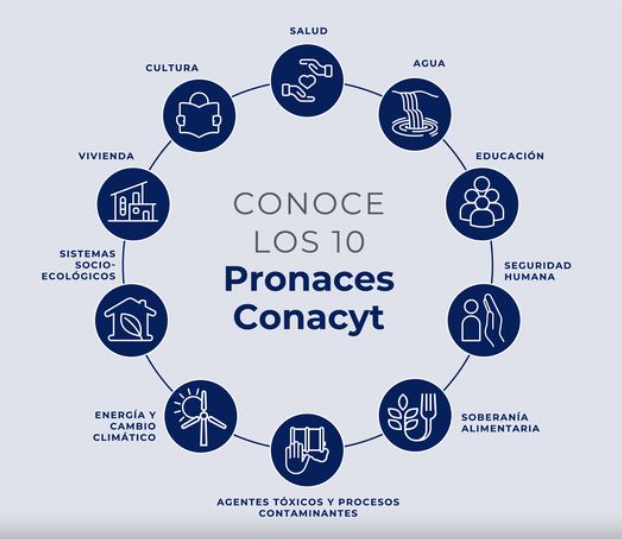 SALUD
CULTURA
AGUA
VIVIENDA
EDUCACIÓN
CONOCE
LOS 10
Pronaces
Conacyt
SISTEMAS
SOCIO-
ECOLÓGICOS
SEGURIDAD
HUMANA
ENERGÍA Y
CAMBIO
CLIMÁTICO
SOBERANÍA
ALIMENTARIA
AGENTES TÓXICOS Y PROCESOS
CONTAMINANTES